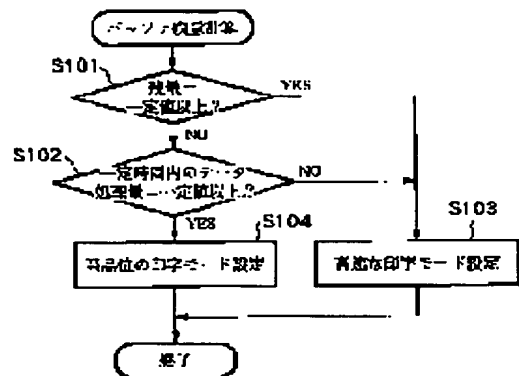 S101
残量=
一定値以上?
YES
NO
S102
一定時間内のデータ
処理量=一定値以上?
NO
YES
S104
S103
高品位の印字モード設定
高速な印字モード設定
終了